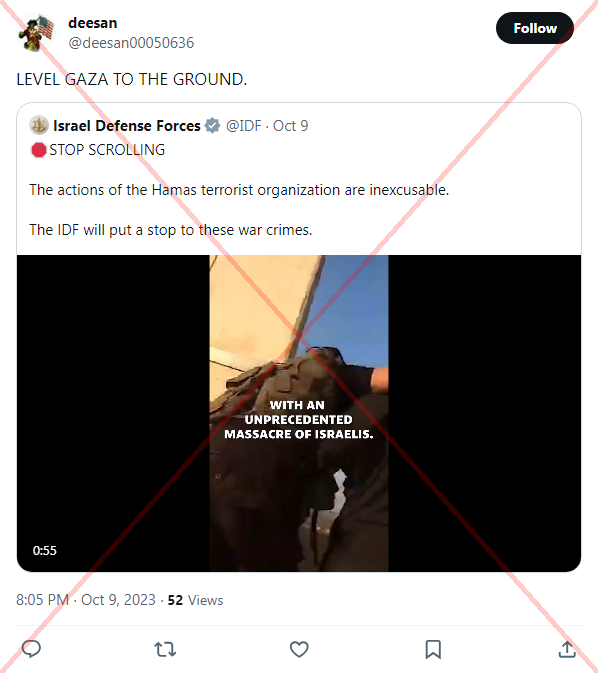 deesan
@deesan00050636
Follow
LEVEL GAZA TO THE GROUND.
Israel Defense Forces @IDF · Oct 9
STOP SCROLLING
The actions of the Hamas terrorist organization are inexcusable.
The IDF will put a stop to these war crimes.
WITH AN
UNPRECEDENTED
MASSACRE OF ISRAELIS.
0:55
8:05 PM · Oct 9, 2023 · 52 Views